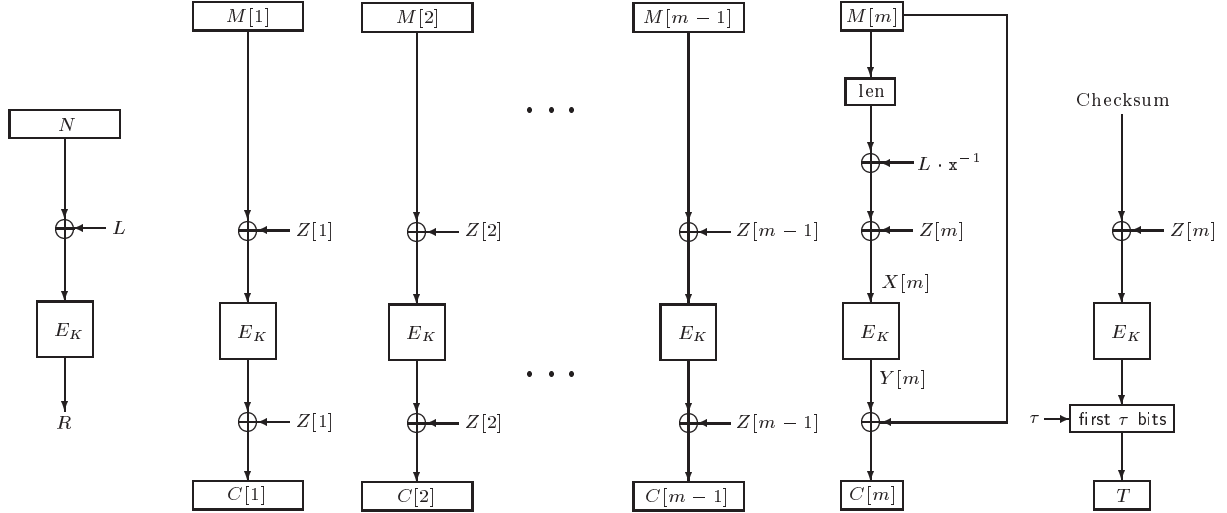 M[1] M[2] M[m − 1] M[m]
len
Checksum
N
L · x⁻¹
L Z[1] Z[2] Z[m − 1] Z[m] Z[m]
X[m]
E_K E_K E_K E_K E_K E_K
Y[m]
R Z[1] Z[2] Z[m − 1] τ first τ bits
C[1] C[2] C[m − 1] C[m] T